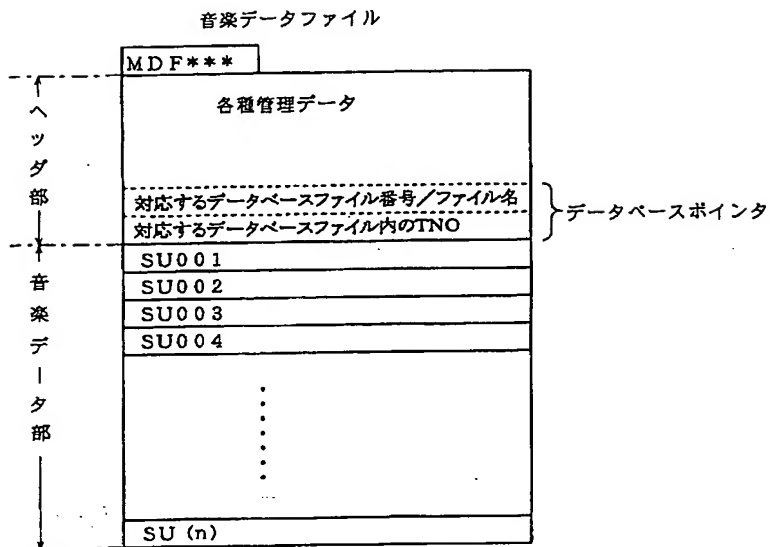 音楽データファイル
MDF***
各種管理データ
対応するデータベースファイル番号/ファイル名
対応するデータベースファイル内のTNO
データベースポインタ
ヘッダ部
SU001
SU002
SU003
SU004
音楽データ部
SU (n)